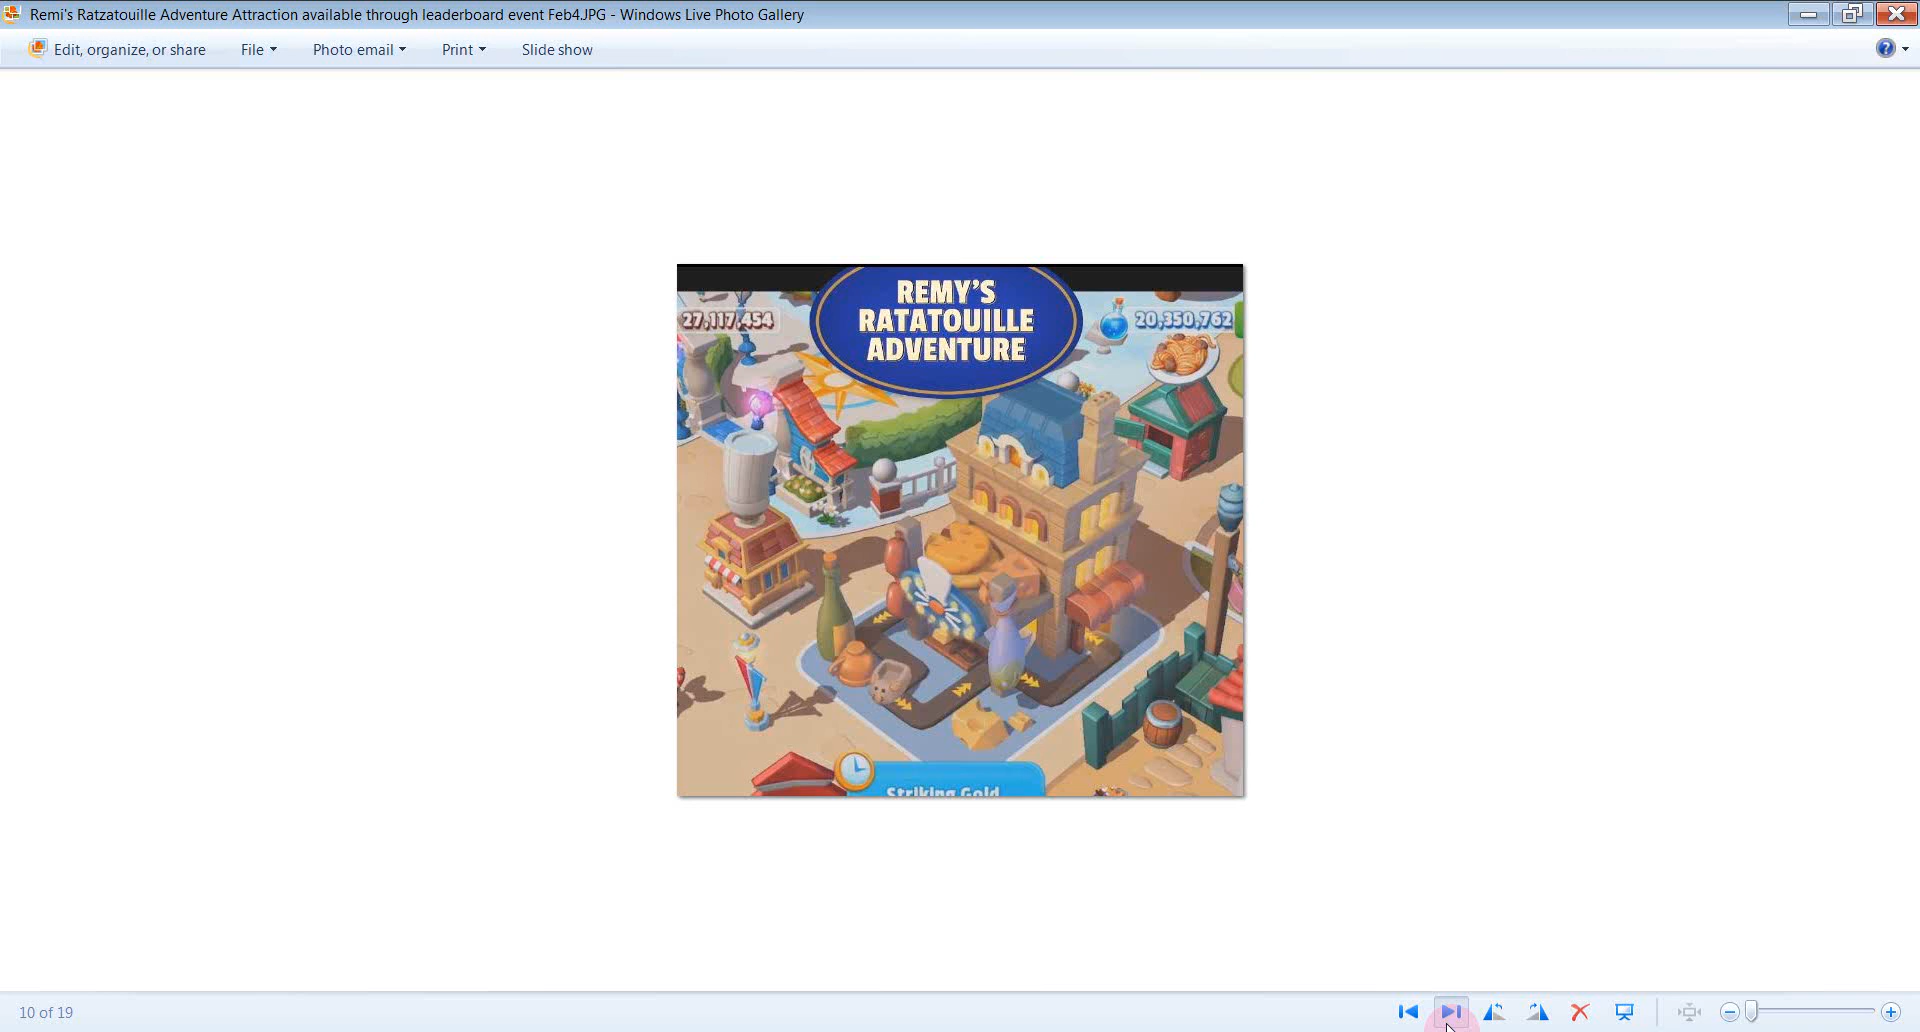 Remi's Ratzatouille Adventure Attraction available through leaderboard event Feb4.JPG - Windows Live Photo Gallery
Edit, organize, or share File Photo email Print Slide show
REMY'S
RATATOUILLE
ADVENTURE
27,117,454
20,350,762
Striking Gold
10 of 19